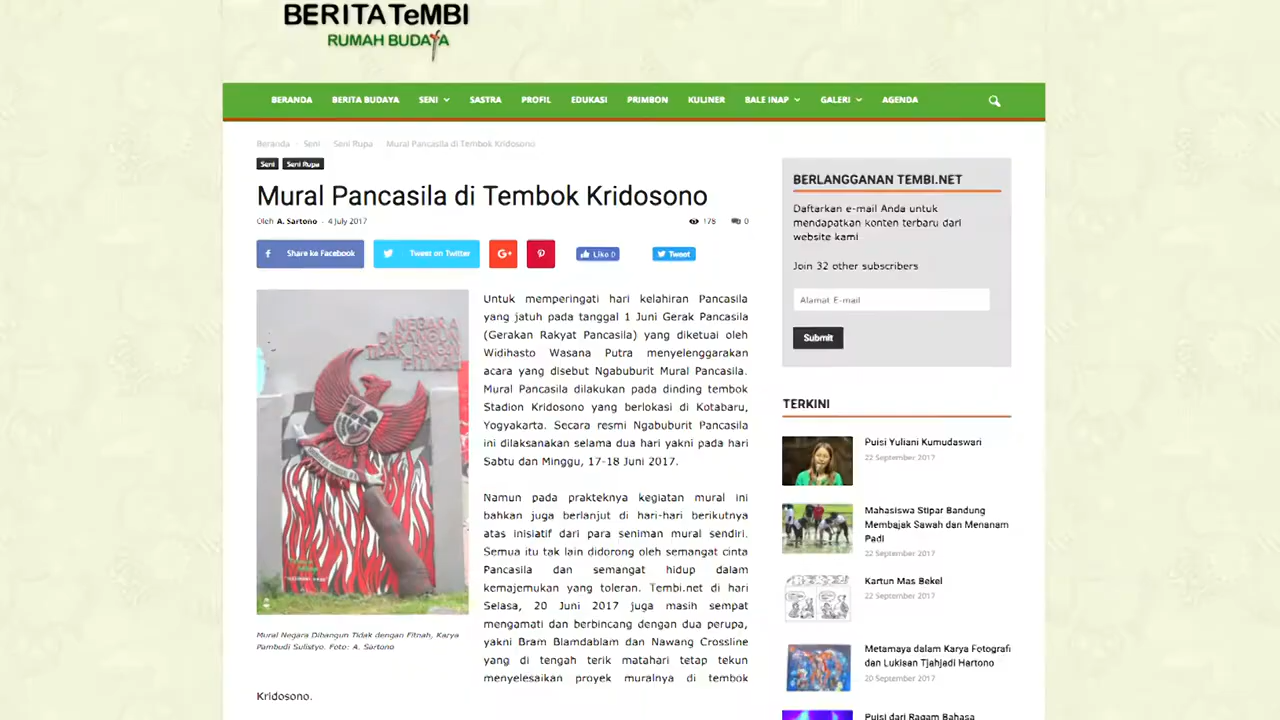 BERITA TeMBI
RUMAH BUDAYA
BERANDA BERITA BUDAYA SENI SASTRA PROFIL EDUKASI PRIMBON KULINER BALE INAP GALERI AGENDA
Beranda Seni Seni Rupa Mural Pancasila di Tembok Kridosono
Seni Seni Rupa
Mural Pancasila di Tembok Kridosono
Oleh A. Sartono - 4 July 2017 178 0
Share ke Facebook Tweet on Twitter G+ Like 0 Tweet
NEGARA
DIBANGUN
TIDAK DENGAN
FITNAH
Mural Negara Dibangun Tidak dengan Fitnah, Karya
Pambudi Sulistyo. Foto: A. Sartono
Untuk memperingati hari kelahiran Pancasila
yang jatuh pada tanggal 1 Juni Gerak Pancasila
(Gerakan Rakyat Pancasila) yang diketuai oleh
Widihasto Wasana Putra menyelenggarakan
acara yang disebut Ngabuburit Mural Pancasila.
Mural Pancasila dilakukan pada dinding tembok
Stadion Kridosono yang berlokasi di Kotabaru,
Yogyakarta. Secara resmi Ngabuburit Pancasila
ini dilaksanakan selama dua hari yakni pada hari
Sabtu dan Minggu, 17-18 Juni 2017.
Namun pada prakteknya kegiatan mural ini
bahkan juga berlanjut di hari-hari berikutnya
atas inisiatif dari para seniman mural sendiri.
Semua itu tak lain didorong oleh semangat cinta
Pancasila dan semangat hidup dalam
kemajemukan yang toleran. Tembi.net di hari
Selasa, 20 Juni 2017 juga masih sempat
mengamati dan berbincang dengan dua perupa,
yakni Bram Blamdablam dan Nawang Crossline
yang di tengah terik matahari tetap tekun
menyelesaikan proyek muralnya di tembok
Kridosono.
BERLANGGANAN TEMBI.NET
Daftarkan e-mail Anda untuk
mendapatkan konten terbaru dari
website kami
Join 32 other subscribers
Alamat E-mail
Submit
TERKINI
Puisi Yuliani Kumudaswari
22 September 2017
Mahasiswa Stipar Bandung
Membajak Sawah dan Menanam
Padi
22 September 2017
Kartun Mas Bekel
22 September 2017
Metamaya dalam Karya Fotografi
dan Lukisan Tjahjadi Hartono
20 September 2017
Puisi dari Ragam Bahasa